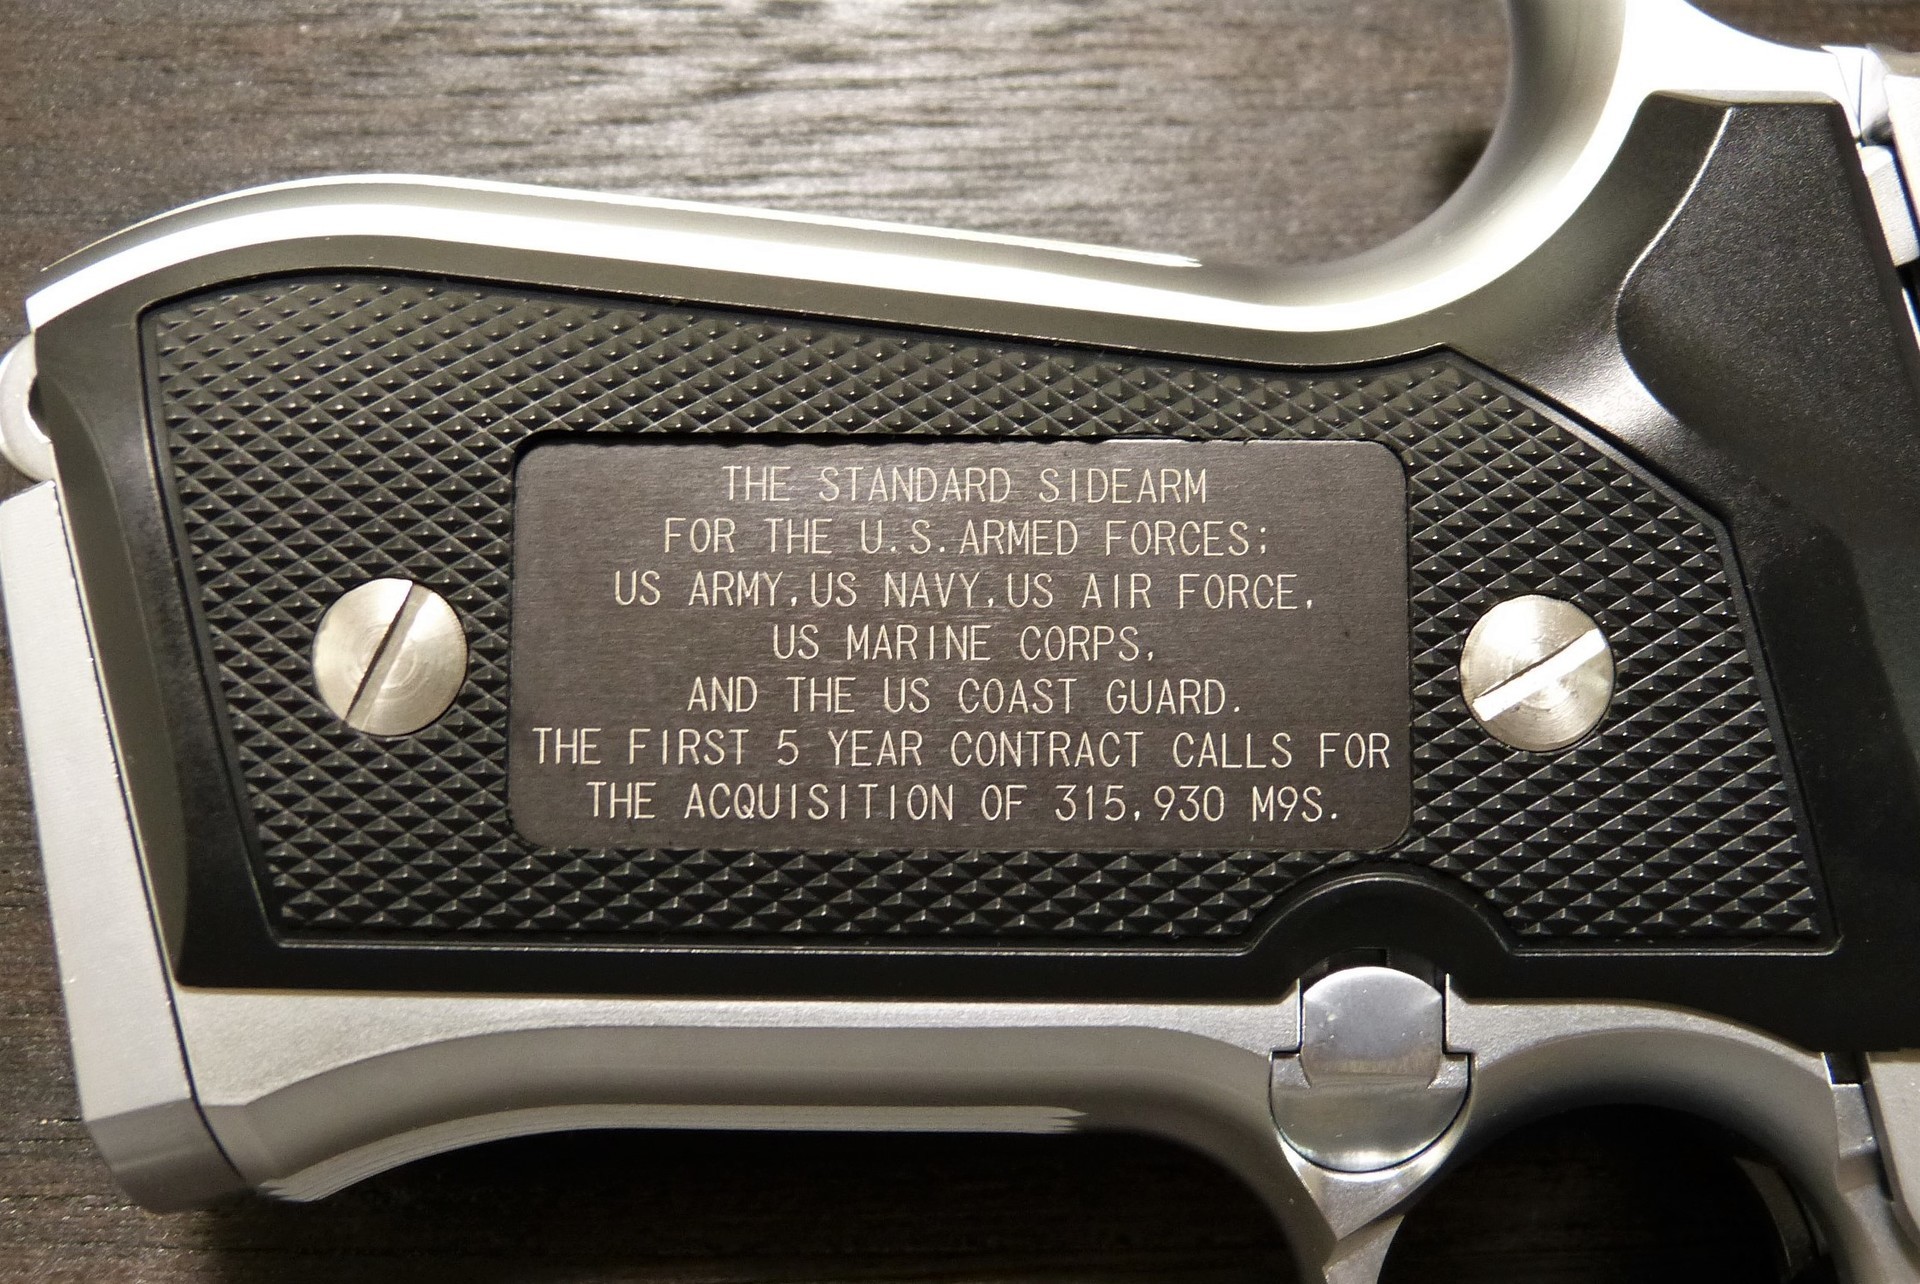 THE STANDARD SIDEARM
FOR THE U.S.ARMED FORCES;
US ARMY,US NAVY,US AIR FORCE,
US MARINE CORPS,
AND THE US COAST GUARD.
THE FIRST 5 YEAR CONTRACT CALLS FOR
THE ACQUISITION OF 315,930 M9S.